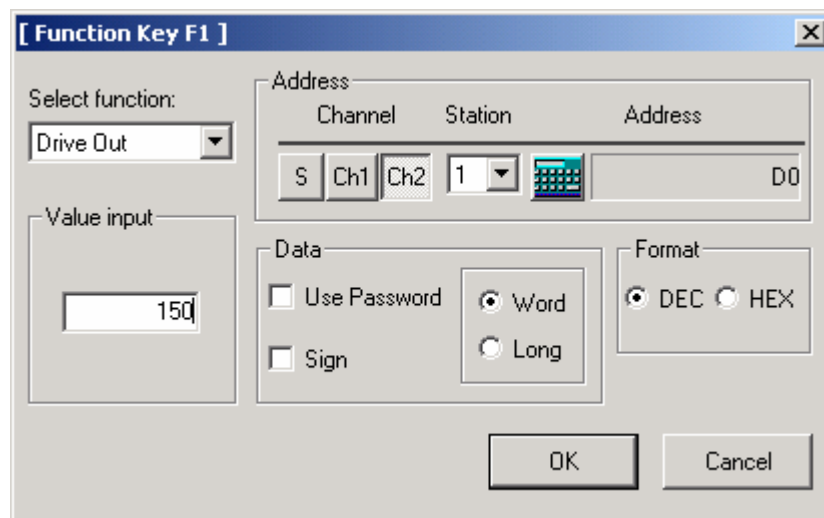 [ Function Key F1 ]
Select function:
Drive Out
Address
Channel Station Address
S Ch1 Ch2 1 D0
Value input
150
Data
Use Password
Sign
Word
Long
Format
DEC HEX
OK Cancel